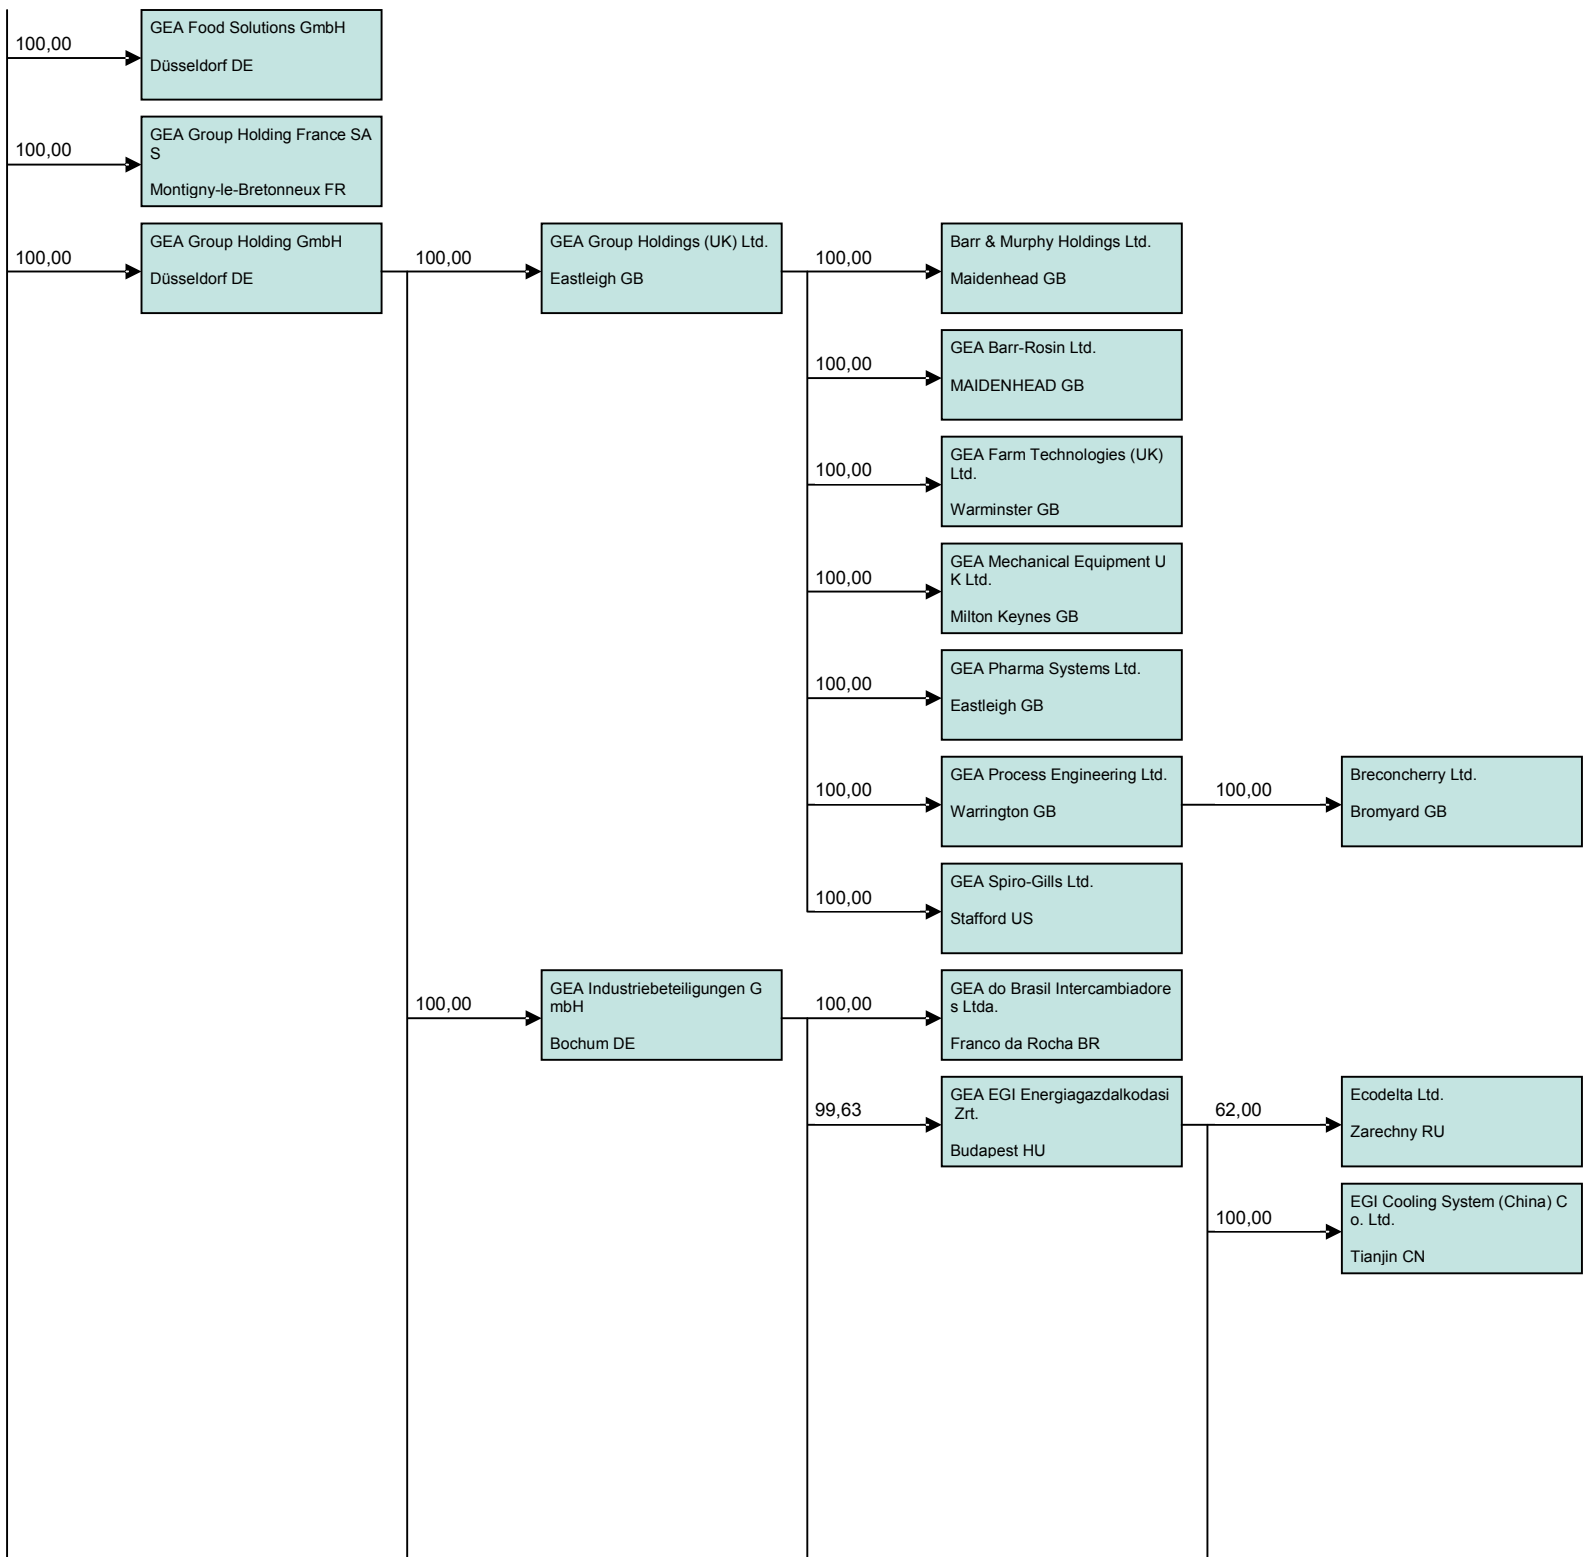 100,00
GEA Food Solutions GmbH
Düsseldorf DE
100,00
GEA Group Holding France SA
S
Montigny-le-Bretonneux FR
100,00
GEA Group Holding GmbH
Düsseldorf DE
100,00
GEA Group Holdings (UK) Ltd.
Eastleigh GB
100,00
Barr & Murphy Holdings Ltd.
Maidenhead GB
100,00
GEA Barr-Rosin Ltd.
MAIDENHEAD GB
100,00
GEA Farm Technologies (UK)
Ltd.
Warminster GB
100,00
GEA Mechanical Equipment U
K Ltd.
Milton Keynes GB
100,00
GEA Pharma Systems Ltd.
Eastleigh GB
100,00
GEA Process Engineering Ltd.
Warrington GB
100,00
Breconcherry Ltd.
Bromyard GB
100,00
GEA Spiro-Gills Ltd.
Stafford US
100,00
GEA Industriebeteiligungen G
mbH
Bochum DE
100,00
GEA do Brasil Intercambiadore
s Ltda.
Franco da Rocha BR
99,63
GEA EGI Energiagazdalkodasi
Zrt.
Budapest HU
62,00
Ecodelta Ltd.
Zarechny RU
100,00
EGI Cooling System (China) C
o. Ltd.
Tianjin CN